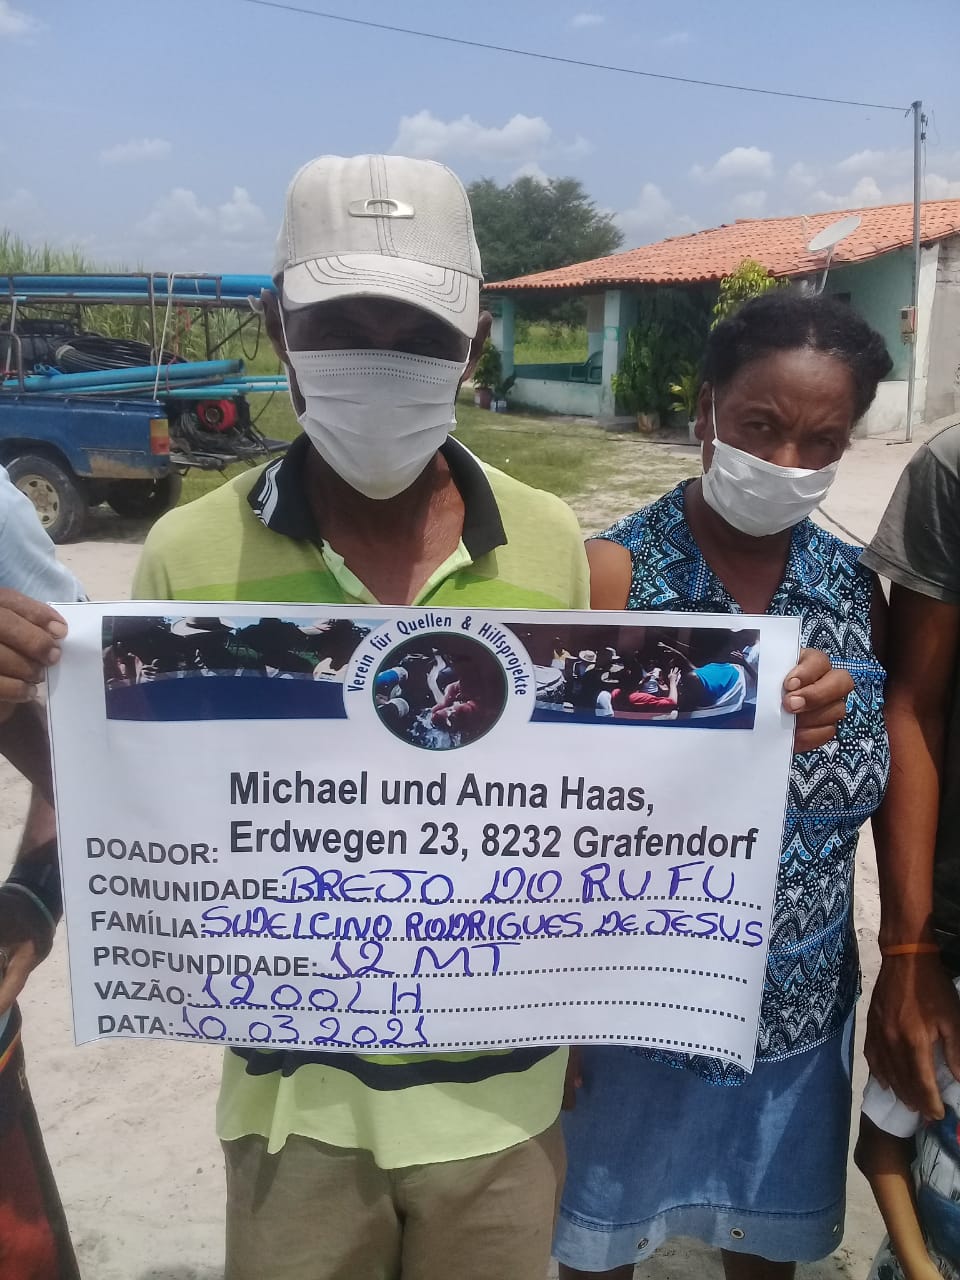 Verein für Quellen & Hilfsprojekte
Michael und Anna Haas,
DOADOR: Erdwegen 23, 8232 Grafendorf
COMUNIDADE: BREJO DO RUFU
FAMÍLIA: SIDELCINO RODRIGUES DE JESUS
PROFUNDIDADE: 12 MT
VAZÃO: 1200 L H
DATA: 10.03.2021